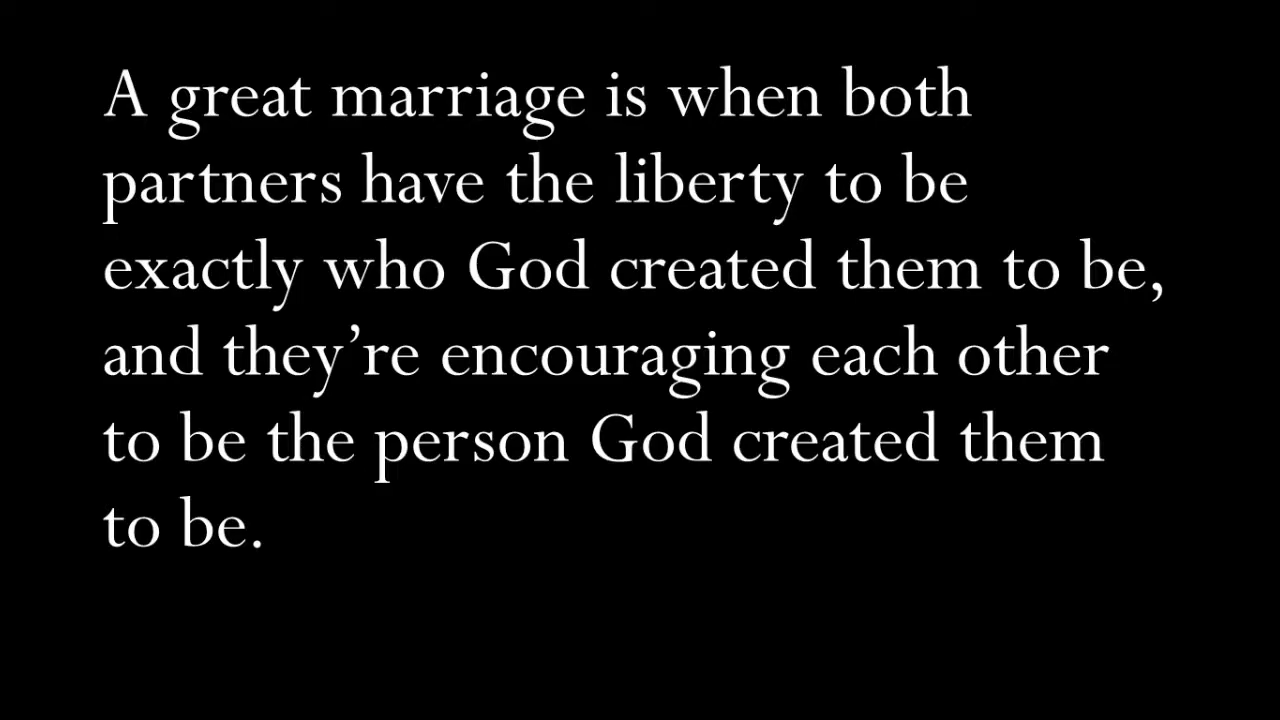 A great marriage is when both
partners have the liberty to be
exactly who God created them to be,
and they’re encouraging each other
to be the person God created them
to be.